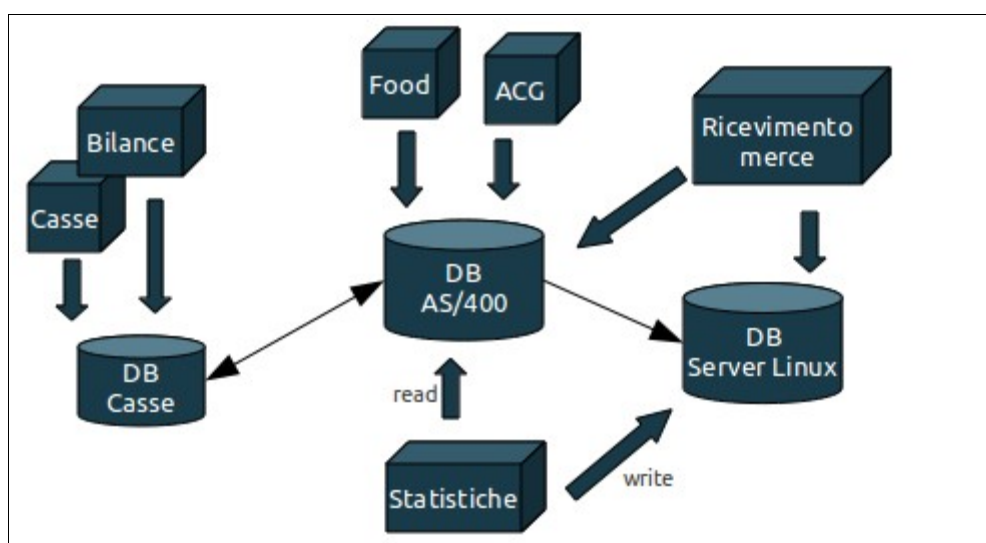 Food
ACG
Ricevimento
merce
Bilance
Casse
DB
AS/400
DB
Server Linux
DB
Casse
read
Statistiche
write